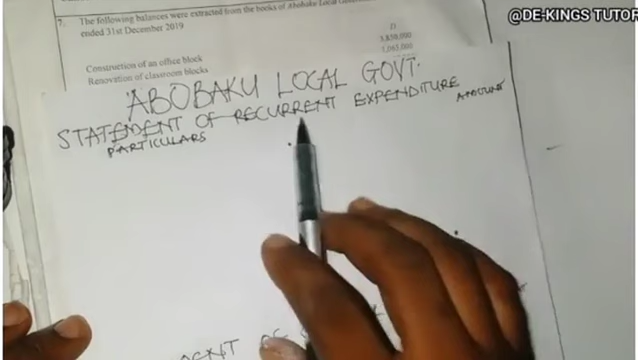 @DE-KINGS TUTOR
7. The following balances were extracted from the books of Abobaku Local
ended 31st December 2019
D
Construction of an office block 5,850,000
Renovation of classroom blocks 1,065,000
ABOBAKU LOCAL GOVT.
STATEMENT OF RECURRENT EXPENDITURE
PARTICULARS AMOUNT